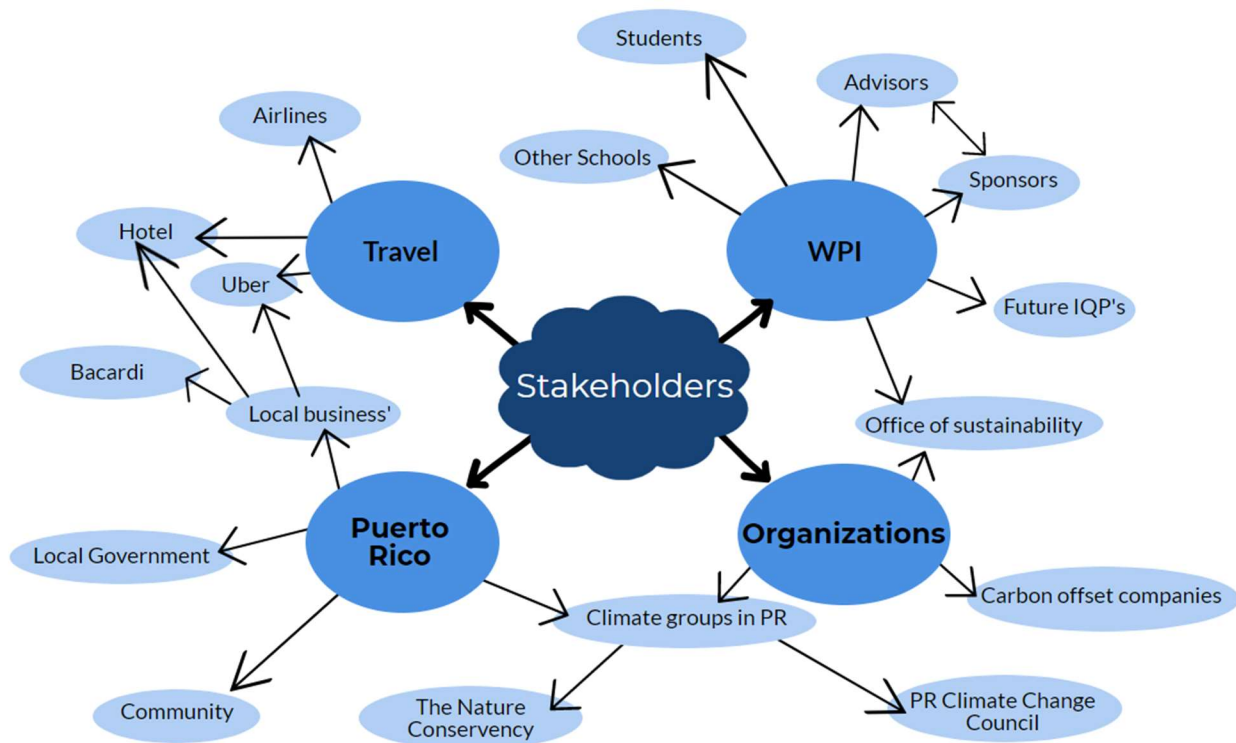 Students
Advisors
Airlines
Other Schools
Sponsors
Hotel
Travel
WPI
Uber
Future IQP's
Stakeholders
Bacardi
Local business'
Office of sustainability
Puerto
Rico
Organizations
Local Government
Carbon offset companies
Climate groups in PR
Community
The Nature
Conservency
PR Climate Change
Council